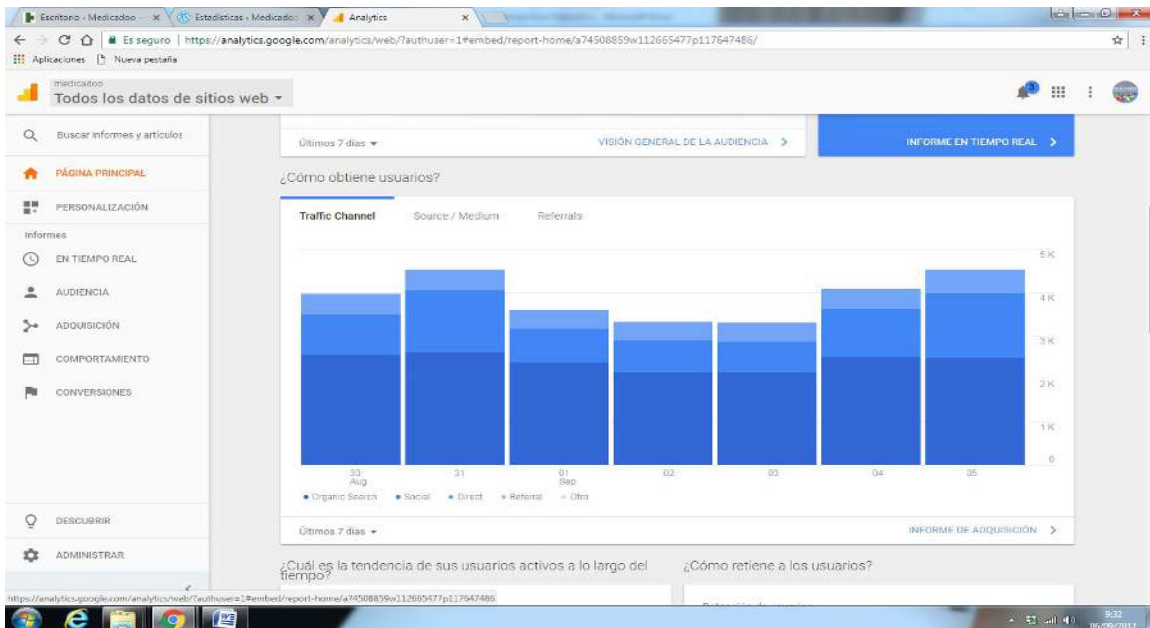 Escritorio ‹ Medicadoo —
Estadísticas ‹ Medicadoo
Analytics
Es seguro | https://analytics.google.com/analytics/web/?authuser=1#embed/report-home/a74508859w112665477p117647486/
Aplicaciones
Nueva pestaña
medicadoo
Todos los datos de sitios web
3
Buscar informes y artículos
PÁGINA PRINCIPAL
PERSONALIZACIÓN
Informes
EN TIEMPO REAL
AUDIENCIA
ADQUISICIÓN
COMPORTAMIENTO
CONVERSIONES
DESCUBRIR
ADMINISTRAR
Últimos 7 días
VISIÓN GENERAL DE LA AUDIENCIA
INFORME EN TIEMPO REAL
¿Cómo obtiene usuarios?
Traffic Channel
Source / Medium
Referrals
5 K
4 K
3 K
2 K
1 K
0
30 31 01 02 03 04 05
Aug Sep
Organic Search Social Direct Referral Otra
Últimos 7 días
INFORME DE ADQUISICIÓN
¿Cuál es la tendencia de sus usuarios activos a lo largo del
tiempo?
¿Cómo retiene a los usuarios?
https://analytics.google.com/analytics/web/?authuser=1#embed/report-home/a74508859w112665477p117647486
9:32
06/09/2017